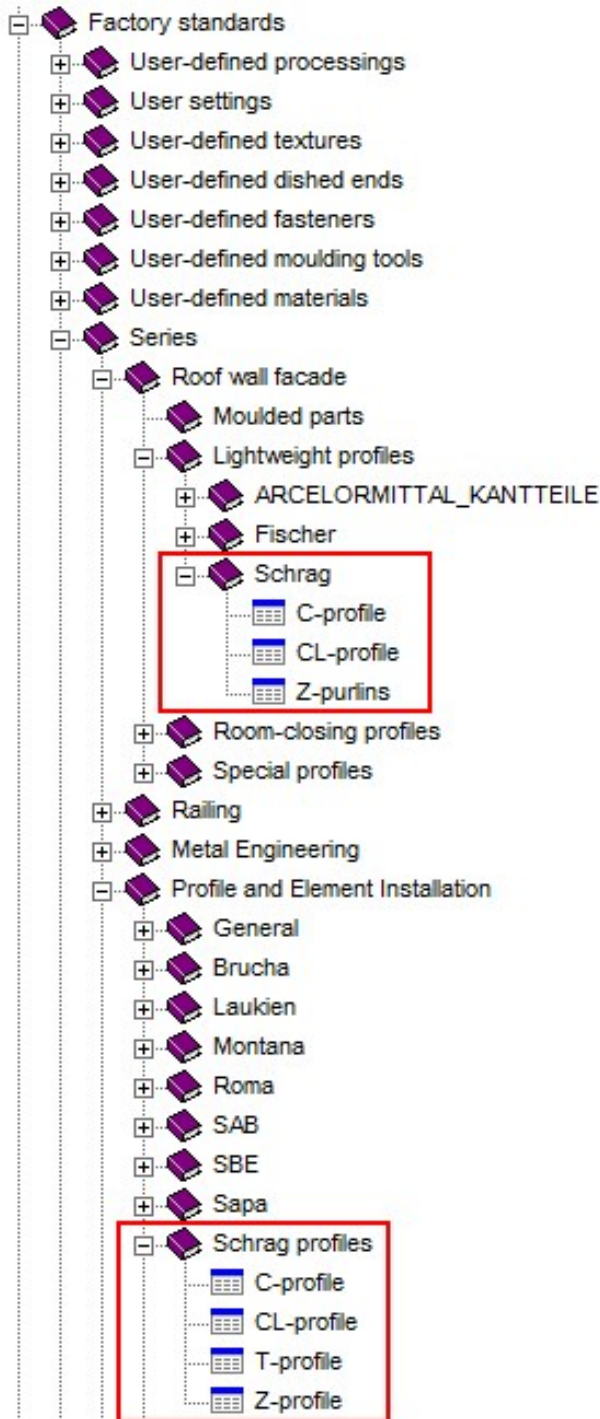 Factory standards
User-defined processings
User settings
User-defined textures
User-defined dished ends
User-defined fasteners
User-defined moulding tools
User-defined materials
Series
Roof wall facade
Moulded parts
Lightweight profiles
ARCELORMITTAL_KANTTEILE
Fischer
Schrag
C-profile
CL-profile
Z-purlins
Room-closing profiles
Special profiles
Railing
Metal Engineering
Profile and Element Installation
General
Brucha
Laukien
Montana
Roma
SAB
SBE
Sapa
Schrag profiles
C-profile
CL-profile
T-profile
Z-profile